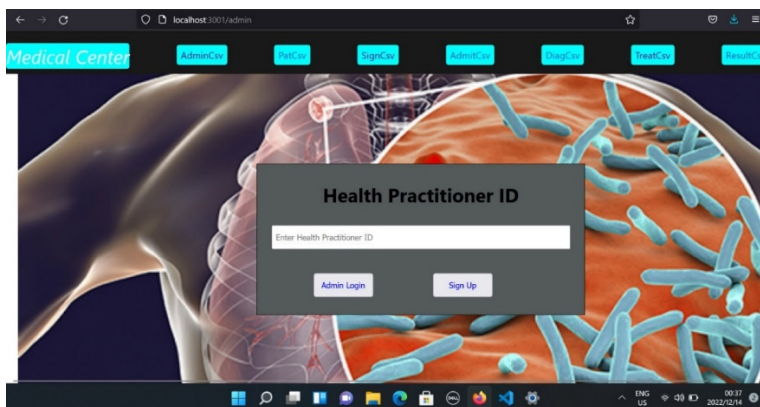 localhost:3001/admin
Medical Center
AdminCsv
PatCsv
SignCsv
AdmitCsv
DiagCsv
TreatCsv
ResultCs
Health Practitioner ID
Enter Health Practitioner ID
Admin Login
Sign Up
ENG
US
00:37
2022/12/14